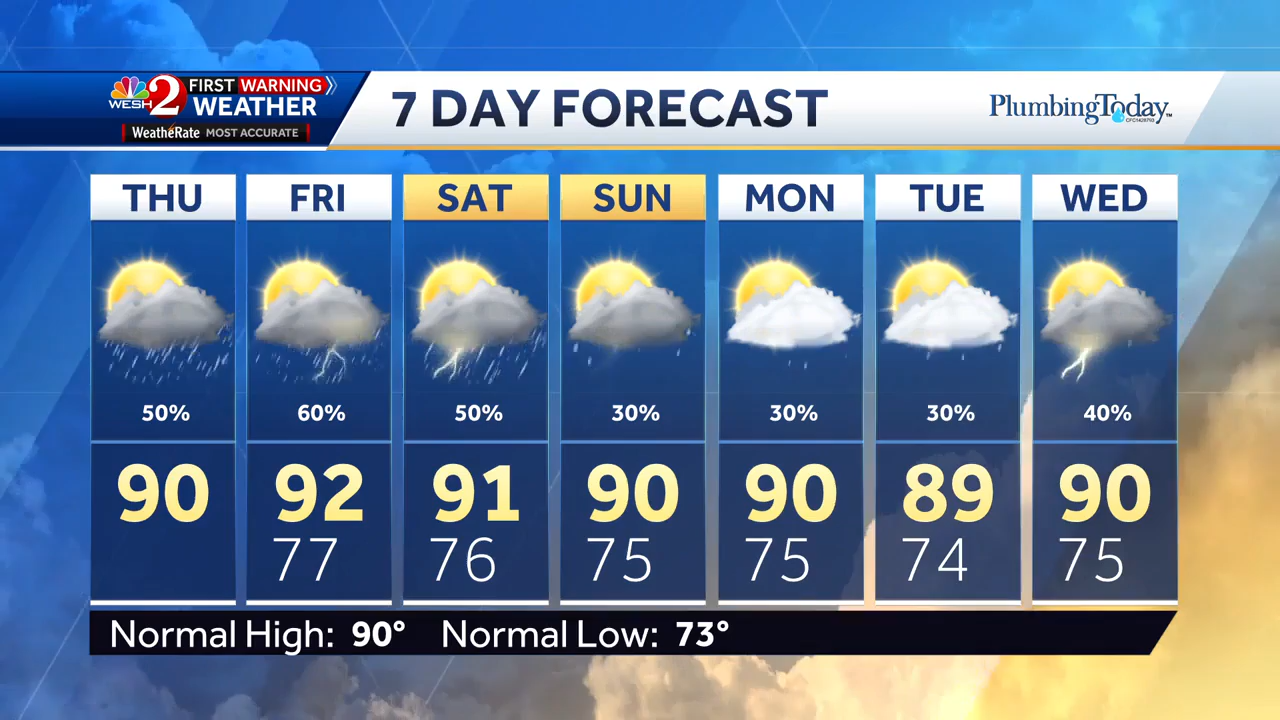 WESH 2 FIRST WARNING WEATHER
WeatheRate MOST ACCURATE
7 DAY FORECAST
PlumbingToday™
CFC1428710
THU FRI SAT SUN MON TUE WED
50% 60% 50% 30% 30% 30% 40%
90 92 91 90 90 89 90
77 76 75 75 74 75
Normal High: 90° Normal Low: 73°